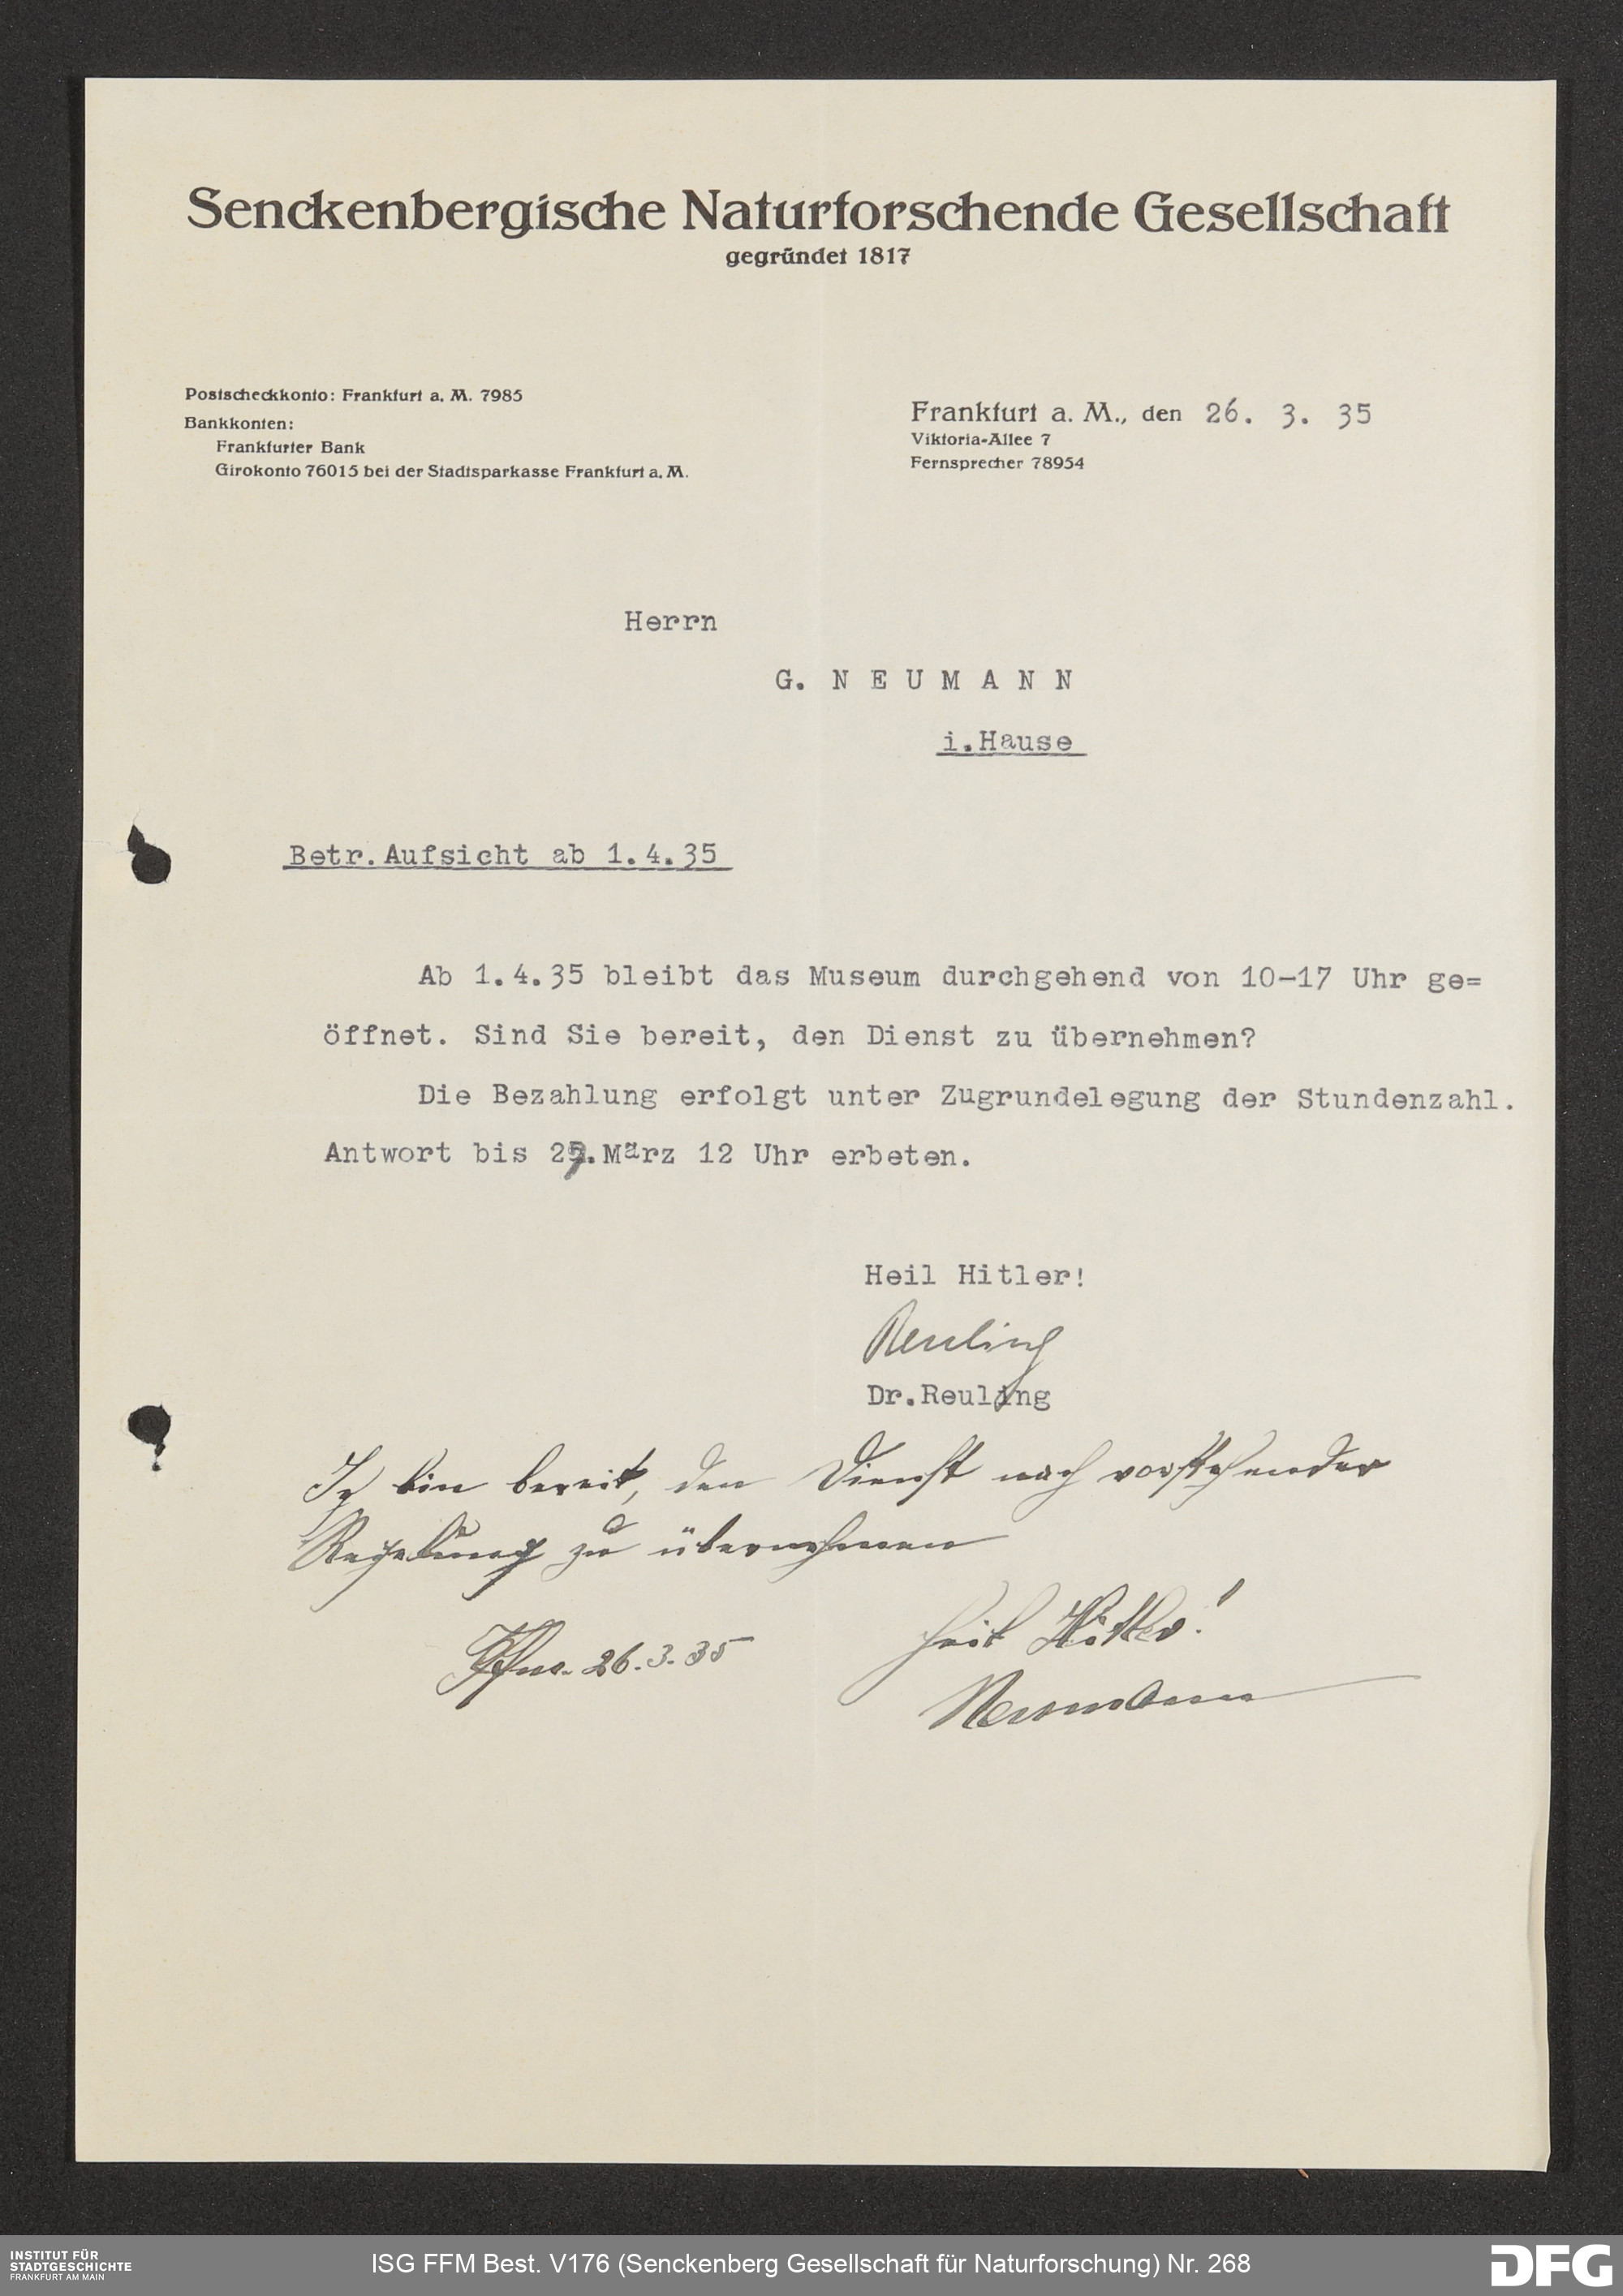 Senckenbergische Naturforschende Gesellschaft
gegründet 1817
Postscheckkonto: Frankfurt a. M. 7985
Bankkonten:
Frankfurter Bank
Girokonto 76015 bei der Stadtsparkasse Frankfurt a. M.
Frankfurt a. M., den 26. 3. 35
Viktoria-Allee 7
Fernsprecher 78954
Herrn
G. NEUMANN
i.Hause
Betr.Aufsicht ab 1.4.35
Ab 1.4.35 bleibt das Museum durchgehend von 10-17 Uhr ge=
öffnet. Sind Sie bereit, den Dienst zu übernehmen?
Die Bezahlung erfolgt unter Zugrundelegung der Stundenzahl.
Antwort bis 27.März 12 Uhr erbeten.
Heil Hitler!
Reuling
Dr.Reuling
Ich bin bereit, den Dienst nach vorstehender
Regelung zu übernehmen
Ffm. 26.3.35
Heil Hitler!
Neumann
INSTITUT FÜR
STADTGESCHICHTE
FRANKFURT AM MAIN
ISG FFM Best. V176 (Senckenberg Gesellschaft für Naturforschung) Nr. 268
DFG